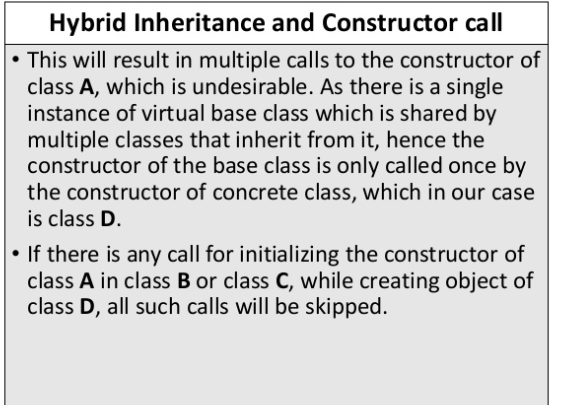 Hybrid Inheritance and Constructor call
• This will result in multiple calls to the constructor of
class A, which is undesirable. As there is a single
instance of virtual base class which is shared by
multiple classes that inherit from it, hence the
constructor of the base class is only called once by
the constructor of concrete class, which in our case
is class D.
• If there is any call for initializing the constructor of
class A in class B or class C, while creating object of
class D, all such calls will be skipped.